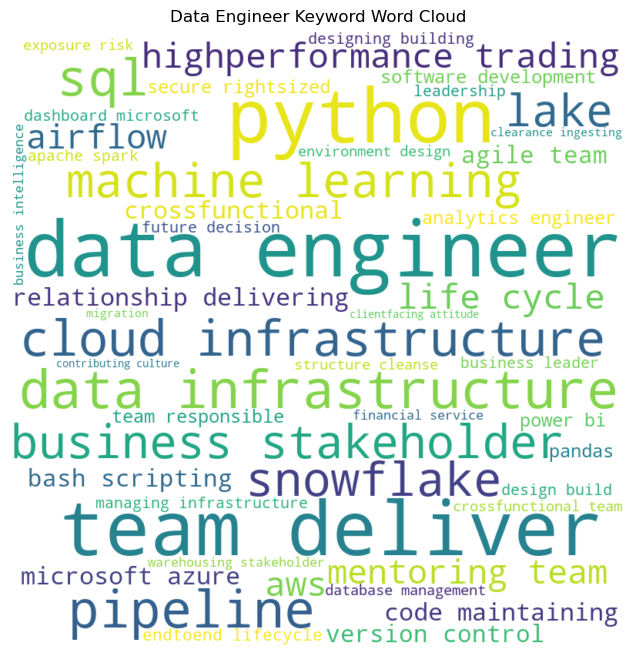 Data Engineer Keyword Word Cloud
exposure risk
designing building
highperformance trading
sql
secure rightsized
software development
leadership
python
lake
dashboard microsoft
airflow
clearance ingesting
business intelligence
apache spark
environment design
agile team
machine learning
crossfunctional
analytics engineer
future decision
data engineer
relationship delivering
life cycle
migration
clientfacing attitude
cloud infrastructure
contributing culture
structure cleanse
business leader
data infrastructure
team responsible
financial service
power bi
business stakeholder
pandas
bash scripting
snowflake
design build
managing infrastructure
crossfunctional team
team deliver
warehousing stakeholder
microsoft azure
aws
mentoring team
database management
pipeline
code maintaining
endtoend lifecycle
version control